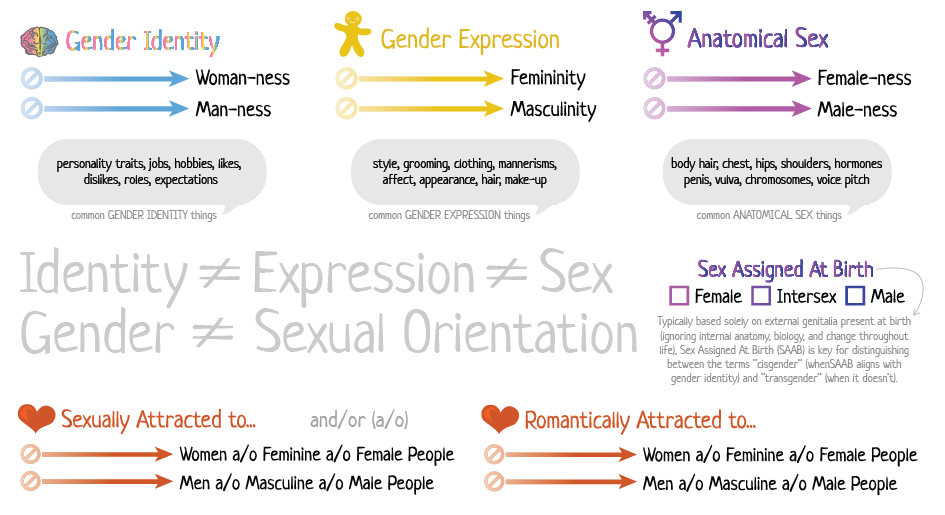 Gender Identity
Woman-ness
Man-ness
personality traits, jobs, hobbies, likes,
dislikes, roles, expectations
common GENDER IDENTITY things
Gender Expression
Femininity
Masculinity
style, grooming, clothing, mannerisms,
affect, appearance, hair, make-up
common GENDER EXPRESSION things
Anatomical Sex
Female-ness
Male-ness
body hair, chest, hips, shoulders, hormones
penis, vulva, chromosomes, voice pitch
common ANATOMICAL SEX things
Identity ≠ Expression ≠ Sex
Gender ≠ Sexual Orientation
Sex Assigned At Birth
Female Intersex Male
Typically based solely on external genitalia present at birth
(ignoring internal anatomy, biology, and change throughout
life), Sex Assigned At Birth (SAAB) is key for distinguishing
between the terms "cisgender" (whenSAAB aligns with
gender identity) and "transgender" (when it doesn't).
Sexually Attracted to...
Women a/o Feminine a/o Female People
Men a/o Masculine a/o Male People
and/or (a/o)
Romantically Attracted to...
Women a/o Feminine a/o Female People
Men a/o Masculine a/o Male People